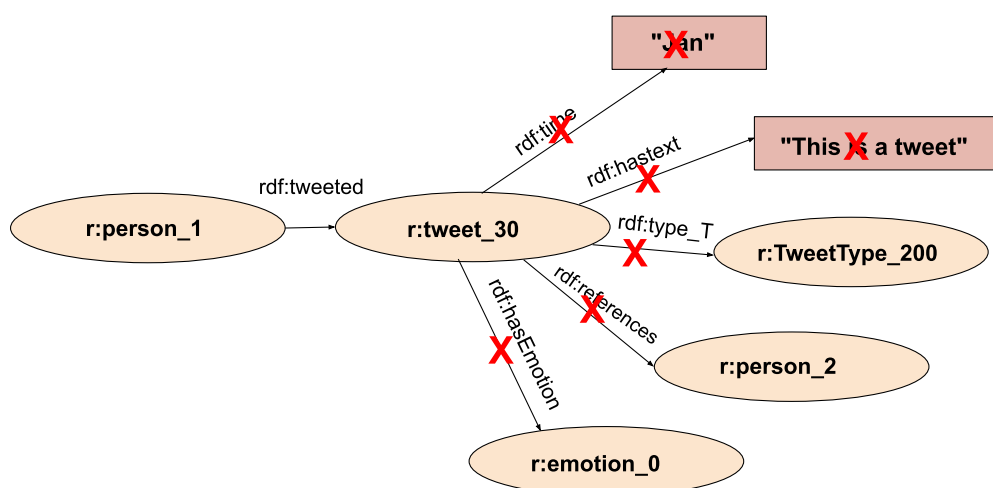 "Jan"
X
rdf:time
X
"This is a tweet"
X
rdf:hastext
X
rdf:tweeted
r:person_1
r:tweet_30
rdf:type_T
X
r:TweetType_200
rdf:references
X
r:person_2
rdf:hasEmotion
X
r:emotion_0